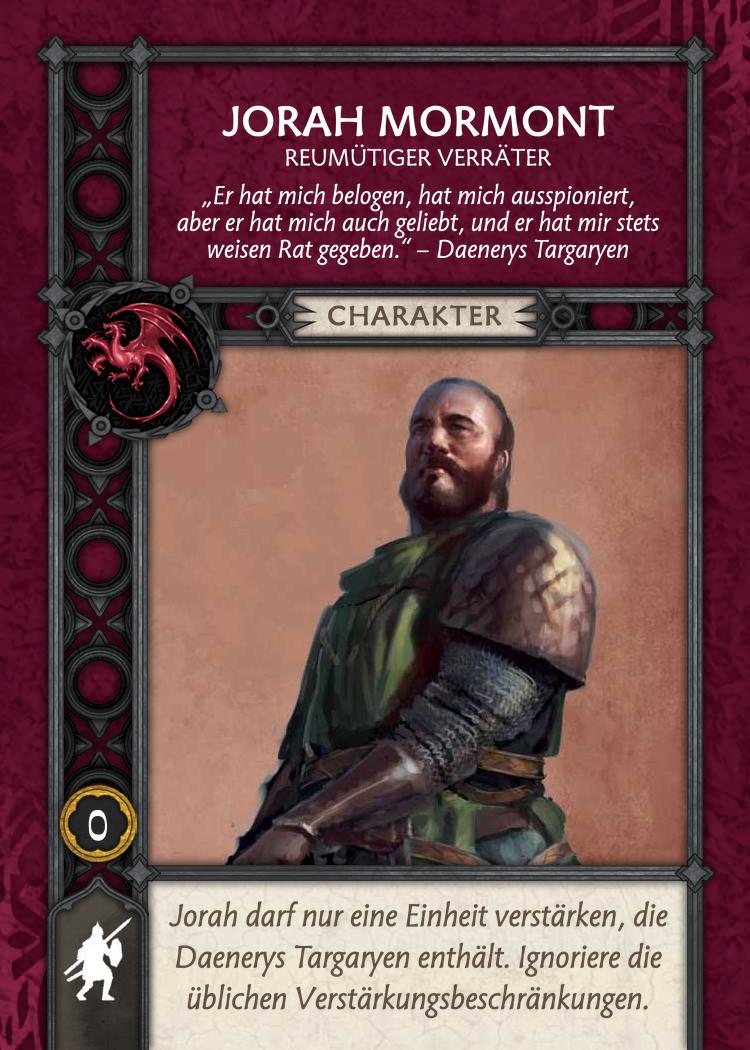 JORAH MORMONT
REUMÜTIGER VERRÄTER
„Er hat mich belogen, hat mich ausspioniert,
aber er hat mich auch geliebt, und er hat mir stets
weisen Rat gegeben.“ – Daenerys Targaryen
CHARAKTER
0
Jorah darf nur eine Einheit verstärken, die
Daenerys Targaryen enthält. Ignoriere die
üblichen Verstärkungsbeschränkungen.